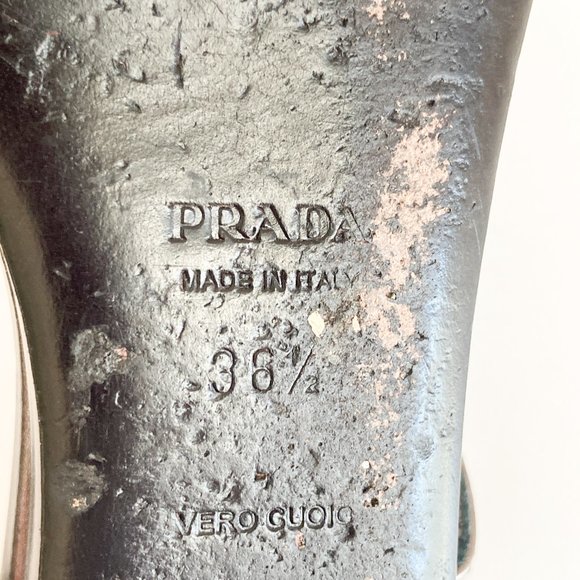 PRADA
MADE IN ITALY
36½
VERO CUOIO